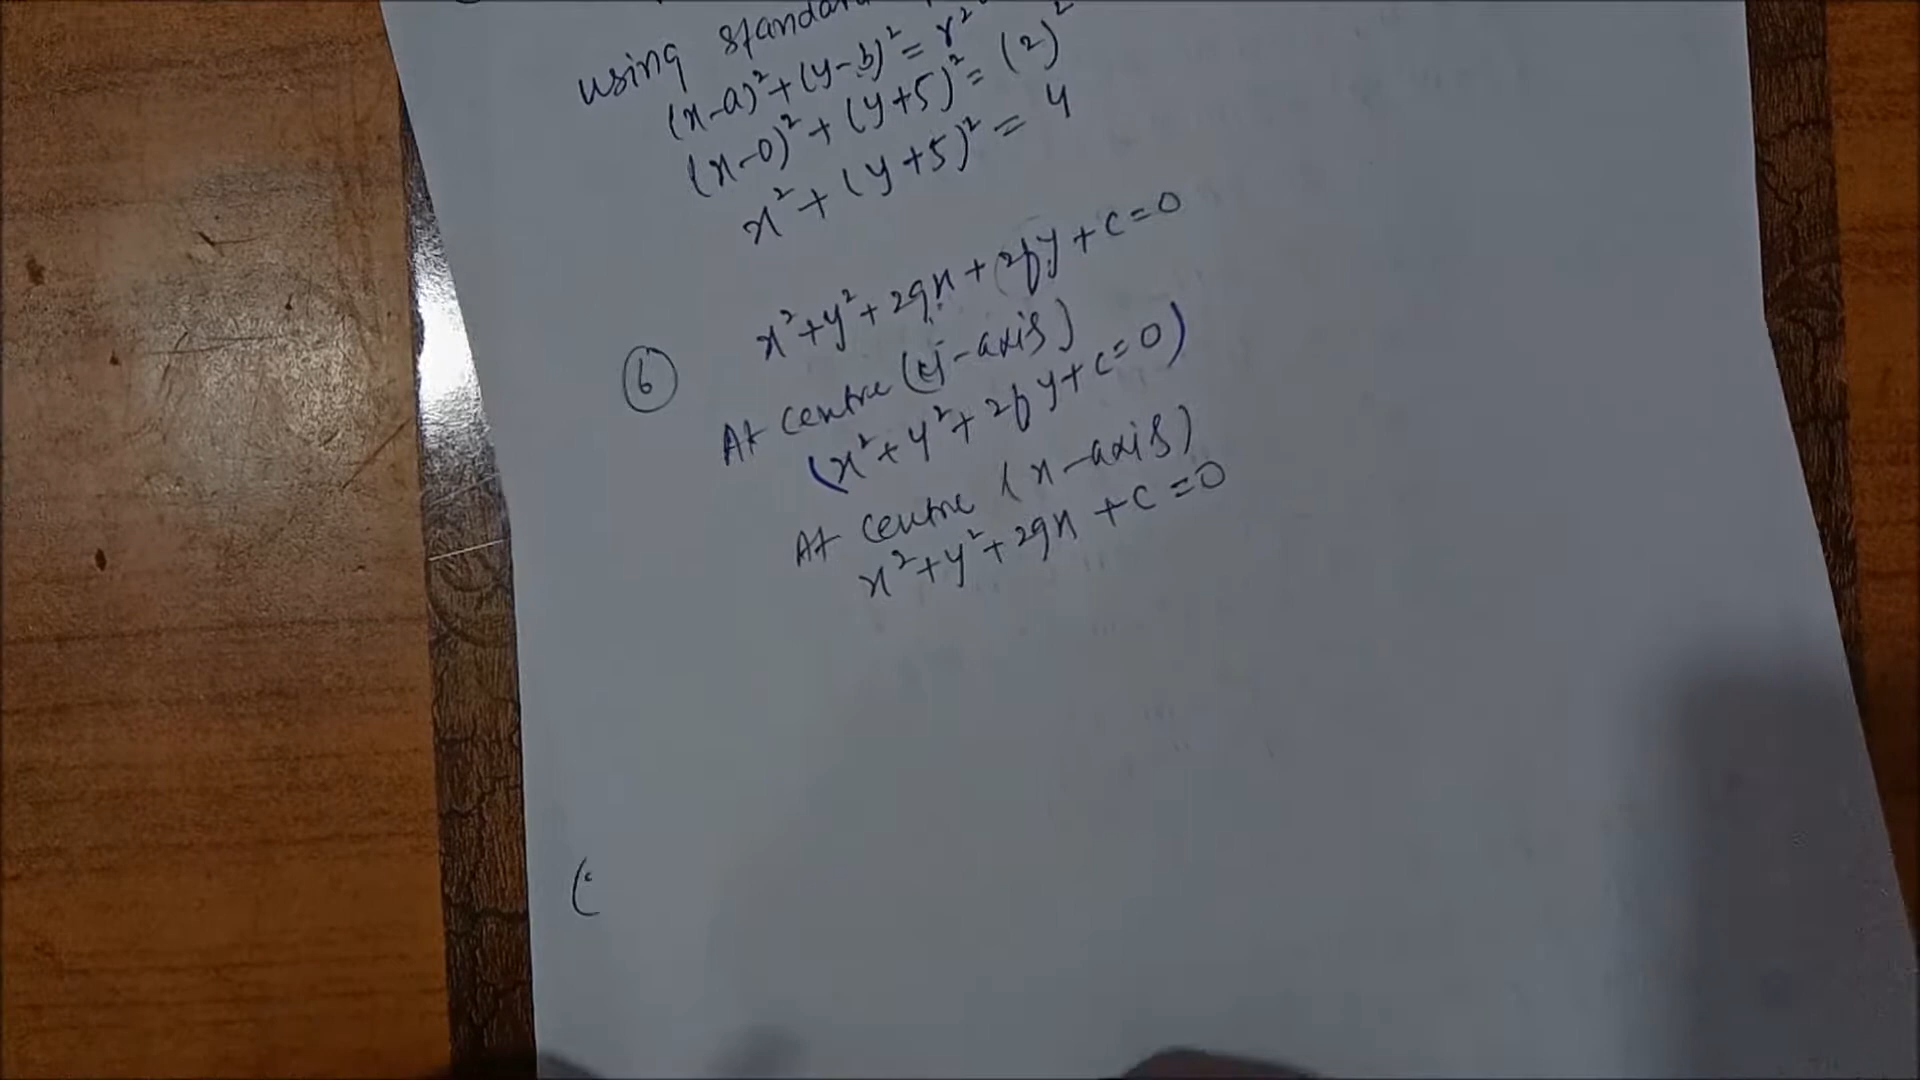 using standard
(x-a)²+(y-b)²=r²
(x-0)²+(y+5)²=(2)²
x²+(y+5)²=4
x²+y²+2gx+2fy+c=0
6
At centre (y-axis)
(x²+y²+2fy+c=0)
At centre (x-axis)
x²+y²+2gx+c=0
(